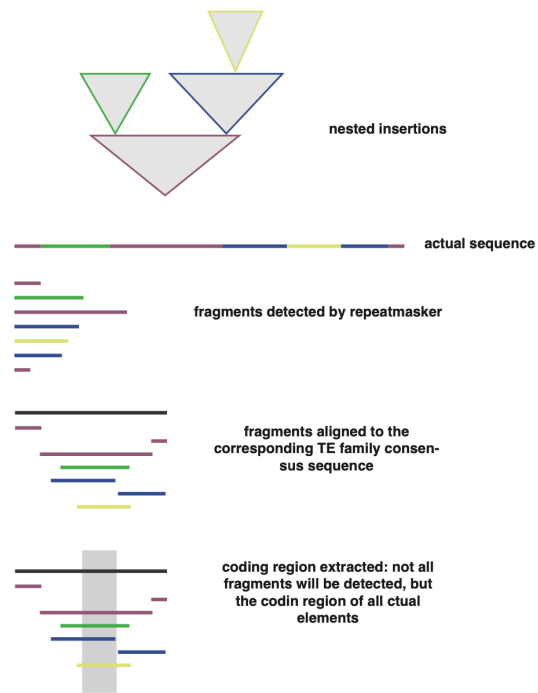 nested insertions
actual sequence
fragments detected by repeatmasker
fragments aligned to the
corresponding TE family consen-
sus sequence
coding region extracted: not all
fragments will be detected, but
the codin region of all ctual
elements